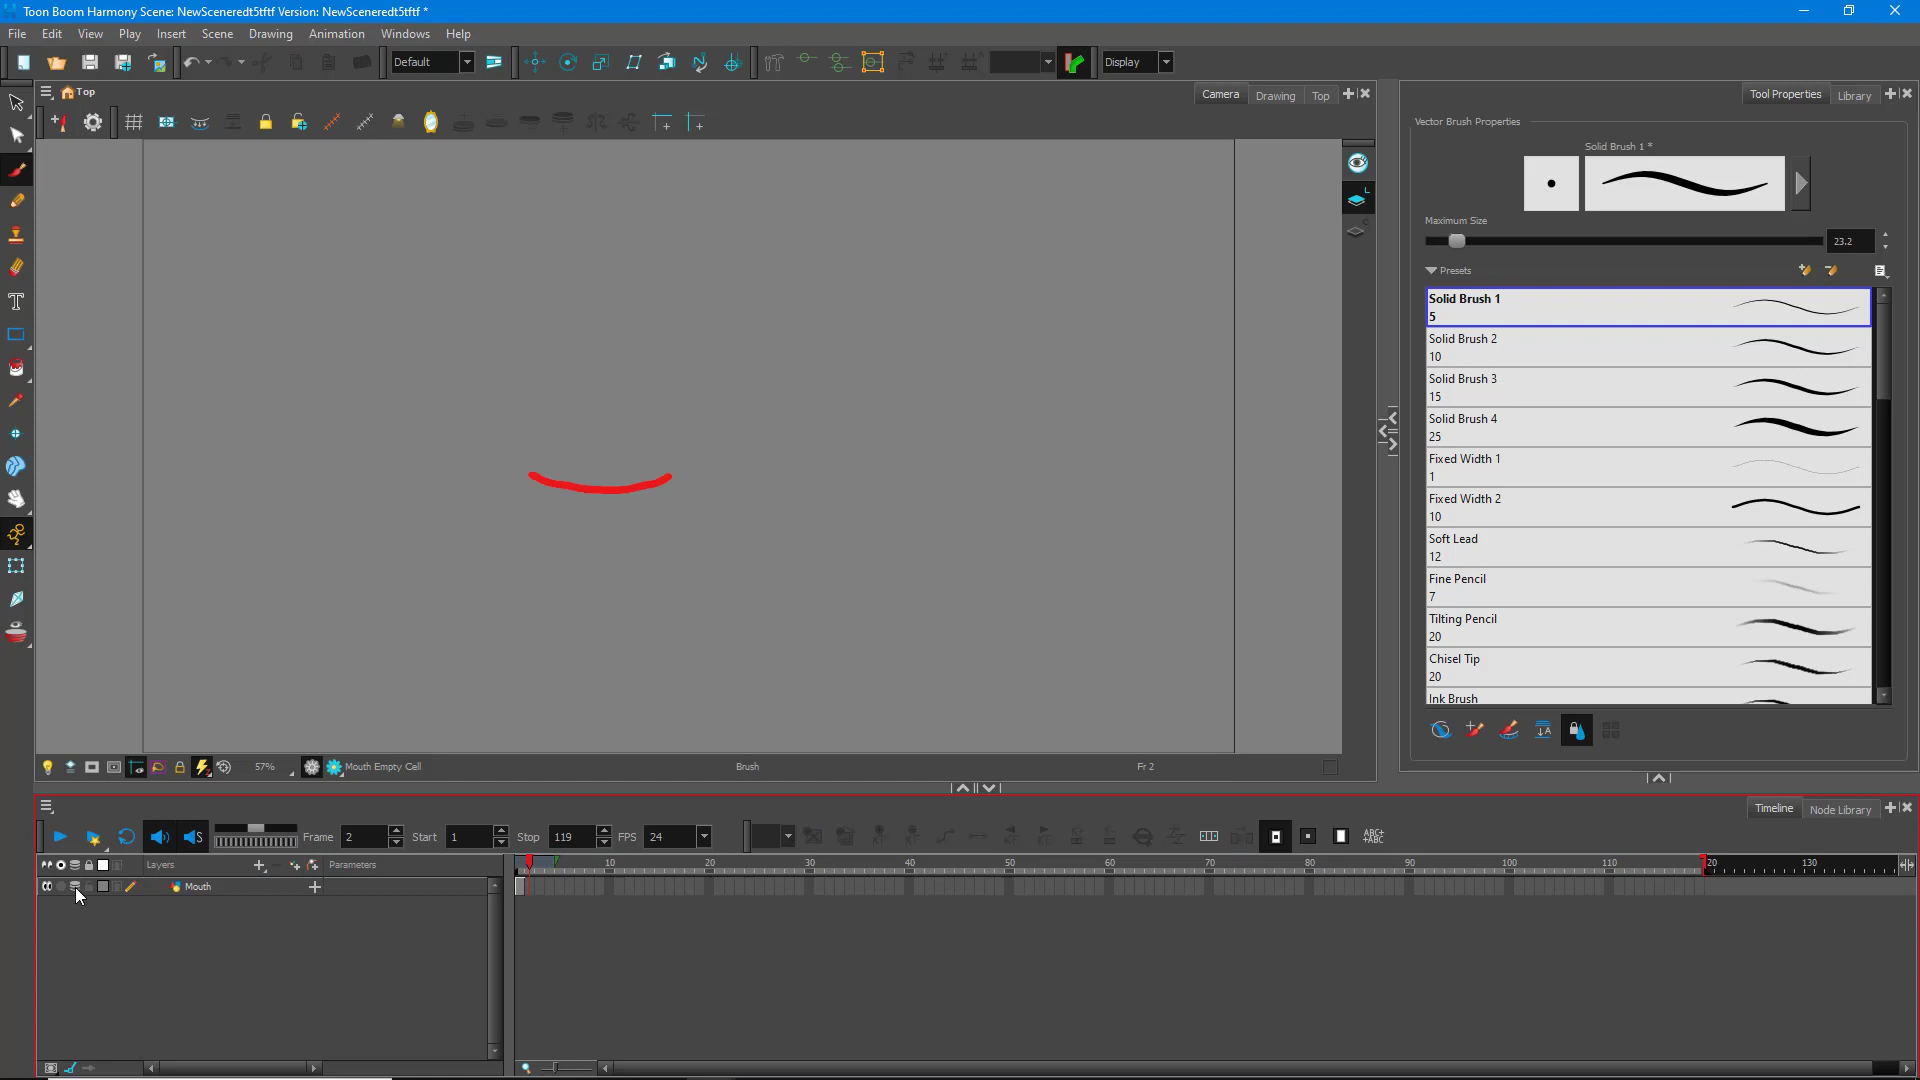 Toon Boom Harmony Scene: NewSceneredt5tftf Version: NewSceneredt5tftf *
File Edit View Play Insert Scene Drawing Animation Windows Help
Default Display
Top Camera Drawing Top
Tool Properties Library
Vector Brush Properties
Solid Brush 1 *
Maximum Size
23.2
Presets
Solid Brush 1
5
Solid Brush 2
10
Solid Brush 3
15
Solid Brush 4
25
Fixed Width 1
1
Fixed Width 2
10
Soft Lead
12
Fine Pencil
7
Tilting Pencil
20
Chisel Tip
20
Ink Brush
57% Mouth Empty Cell Brush Fr 2
Timeline Node Library
Frame 2 Start 1 Stop 119 FPS 24 ABC+ +ABC
Layers Parameters 10 20 30 40 50 60 70 80 90 100 110 20 130
Mouth